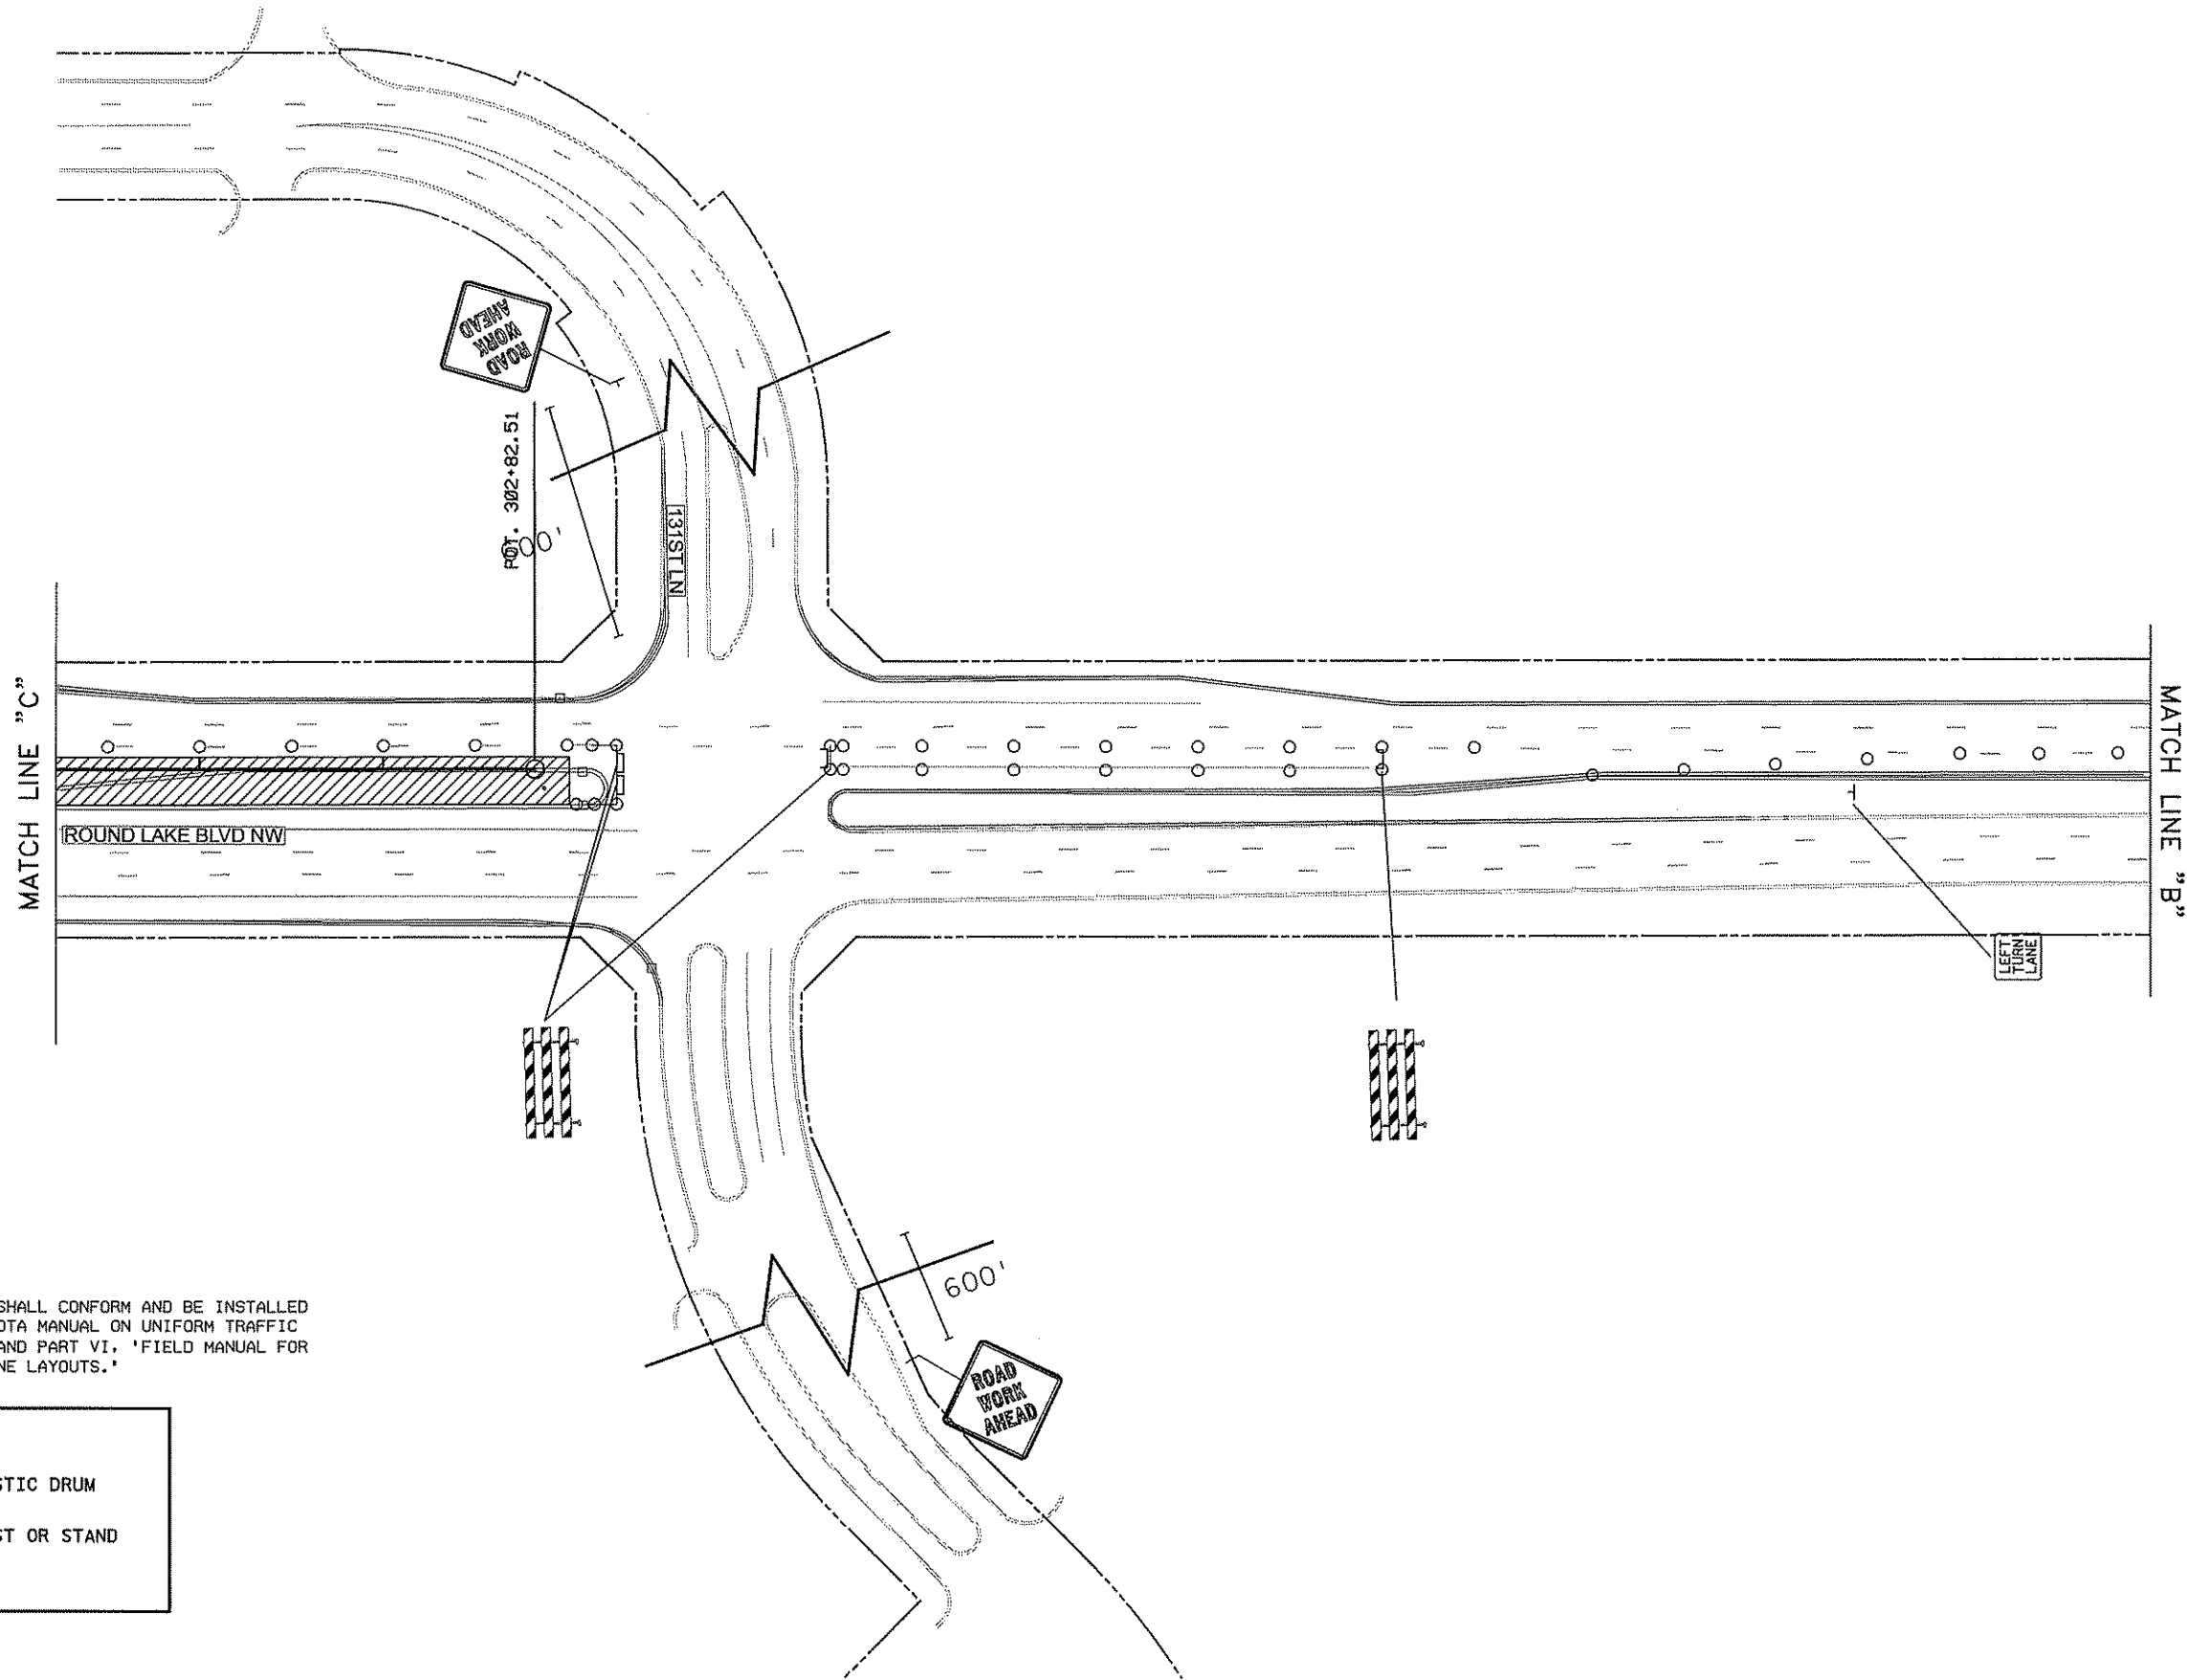 ROAD
WORK
AHEAD
POT. 302+82.51
600'
131ST LN
MATCH LINE "C"
MATCH LINE "B"
ROUND LAKE BLVD NW
LEFT
TURN
LANE
600'
ROAD
WORK
AHEAD
SHALL CONFORM AND BE INSTALLED
OTA MANUAL ON UNIFORM TRAFFIC
AND PART VI, 'FIELD MANUAL FOR
NE LAYOUTS.'
STIC DRUM
ST OR STAND